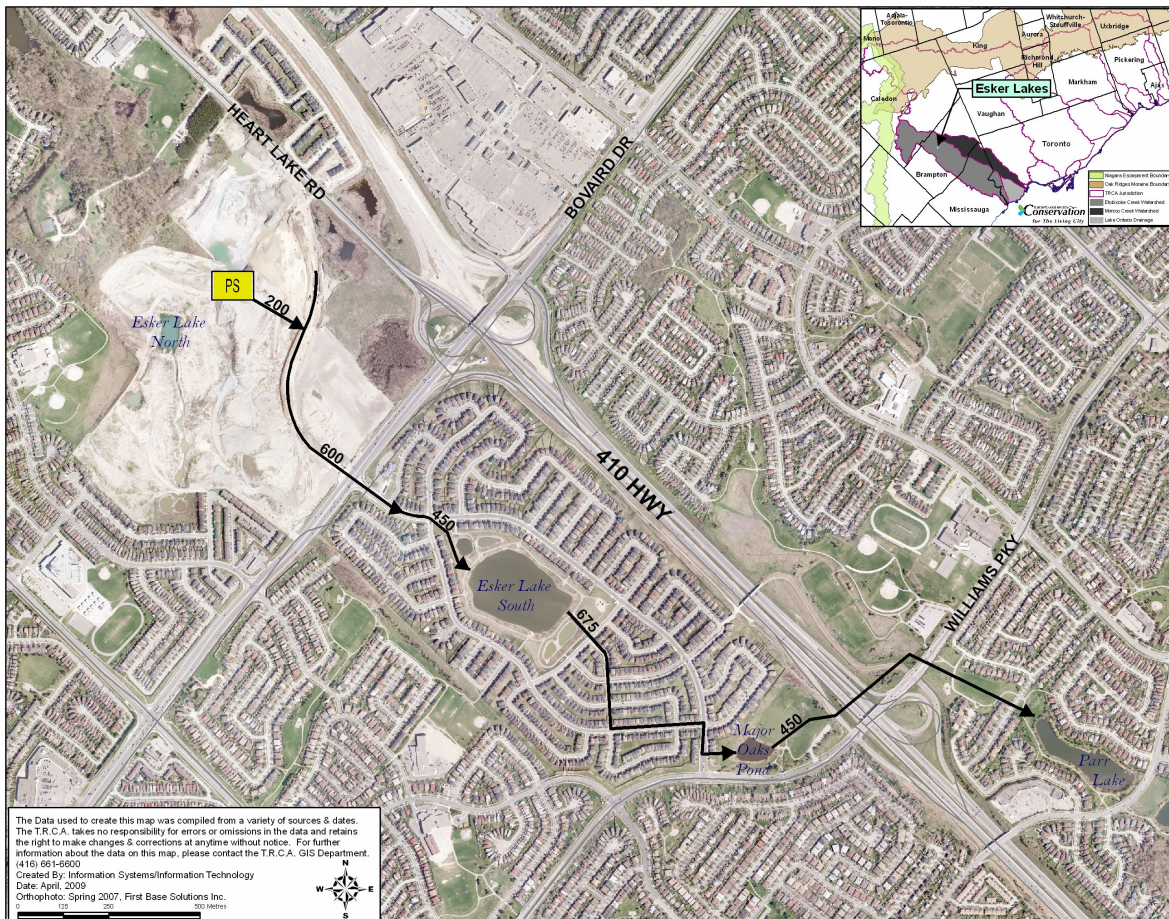 HEART LAKE RD
BOVAIRD DR
410 HWY
WILLIAMS PKY
PS
200
600
450
675
450
Esker Lake
North
Esker Lake
South
Major
Oaks
Pond
Parr
Lake
Adjala-
Tosorontio
Mono
King
Aurora
Whitchurch-
Stouffville
Uxbridge
Richmond
Hill
Pickering
Ajax
Markham
Esker Lakes
Caledon
Vaughan
Toronto
Brampton
Mississauga
Conservation
for The Living City
Niagara Escarpment Boundary
Oak Ridges Moraine Boundary
TRCA Jurisdiction
Etobicoke Creek Watershed
Mimico Creek Watershed
Lake Ontario Drainage
The Data used to create this map was compiled from a variety of sources & dates.
The T.R.C.A. takes no responsibility for errors or omissions in the data and retains
the right to make changes & corrections at anytime without notice. For further
information about the data on this map, please contact the T.R.C.A. GIS Department.
(416) 661-6600
Created By: Information Systems/Information Technology
Date: April, 2009
Orthophoto: Spring 2007, First Base Solutions Inc.
0 125 250 500 Metres
N
W E
S